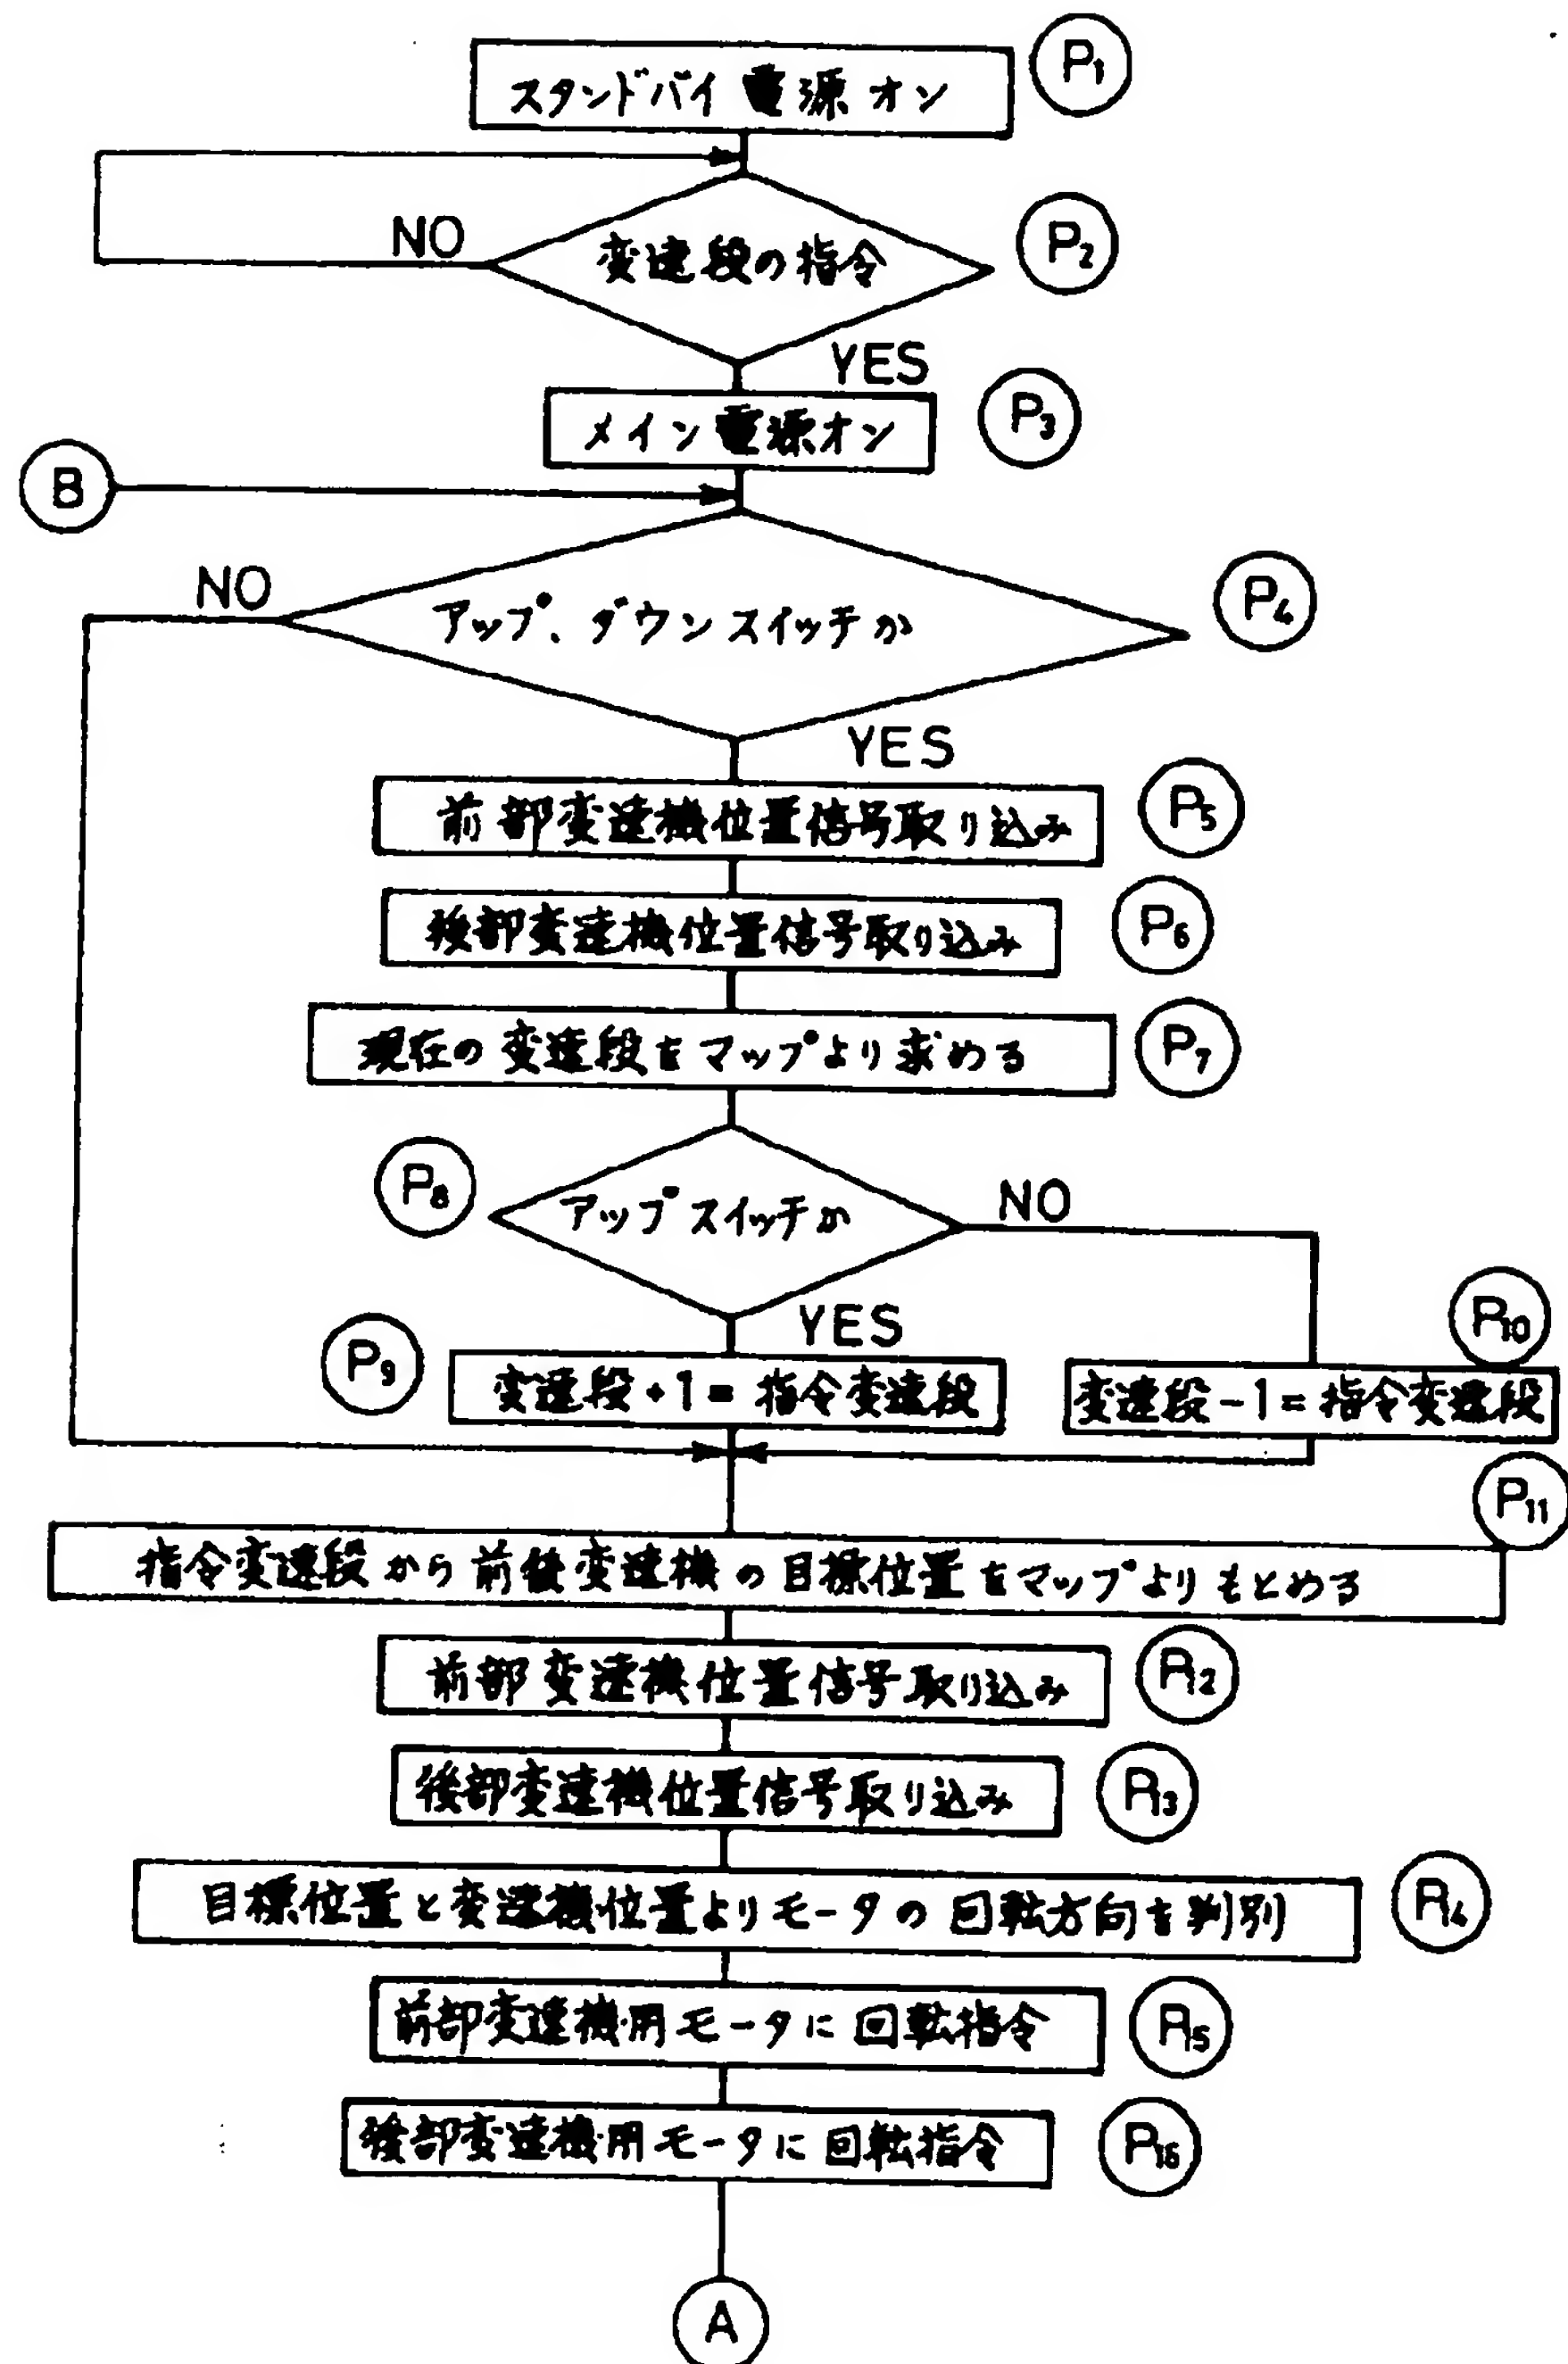 スタンドバイ電源オン
P1
NO
変速段の指令
P2
YES
メイン電源オン
P3
B
NO
アップ、ダウンスイッチか
P4
YES
前部変速機位置信号取り込み
P5
後部変速機位置信号取り込み
P6
現在の変速段をマップより求める
P7
P8
アップスイッチか
NO
YES
P9
変速段+1=指令変速段
P10
変速段-1=指令変速段
P11
指令変速段から前後変速機の目標位置をマップよりもとめる
前部変速機位置信号取り込み
P12
後部変速機位置信号取り込み
P13
目標位置と変速機位置よりモータの回転方向を判別
P14
前部変速機用モータに回転指令
P15
後部変速機用モータに回転指令
P16
A